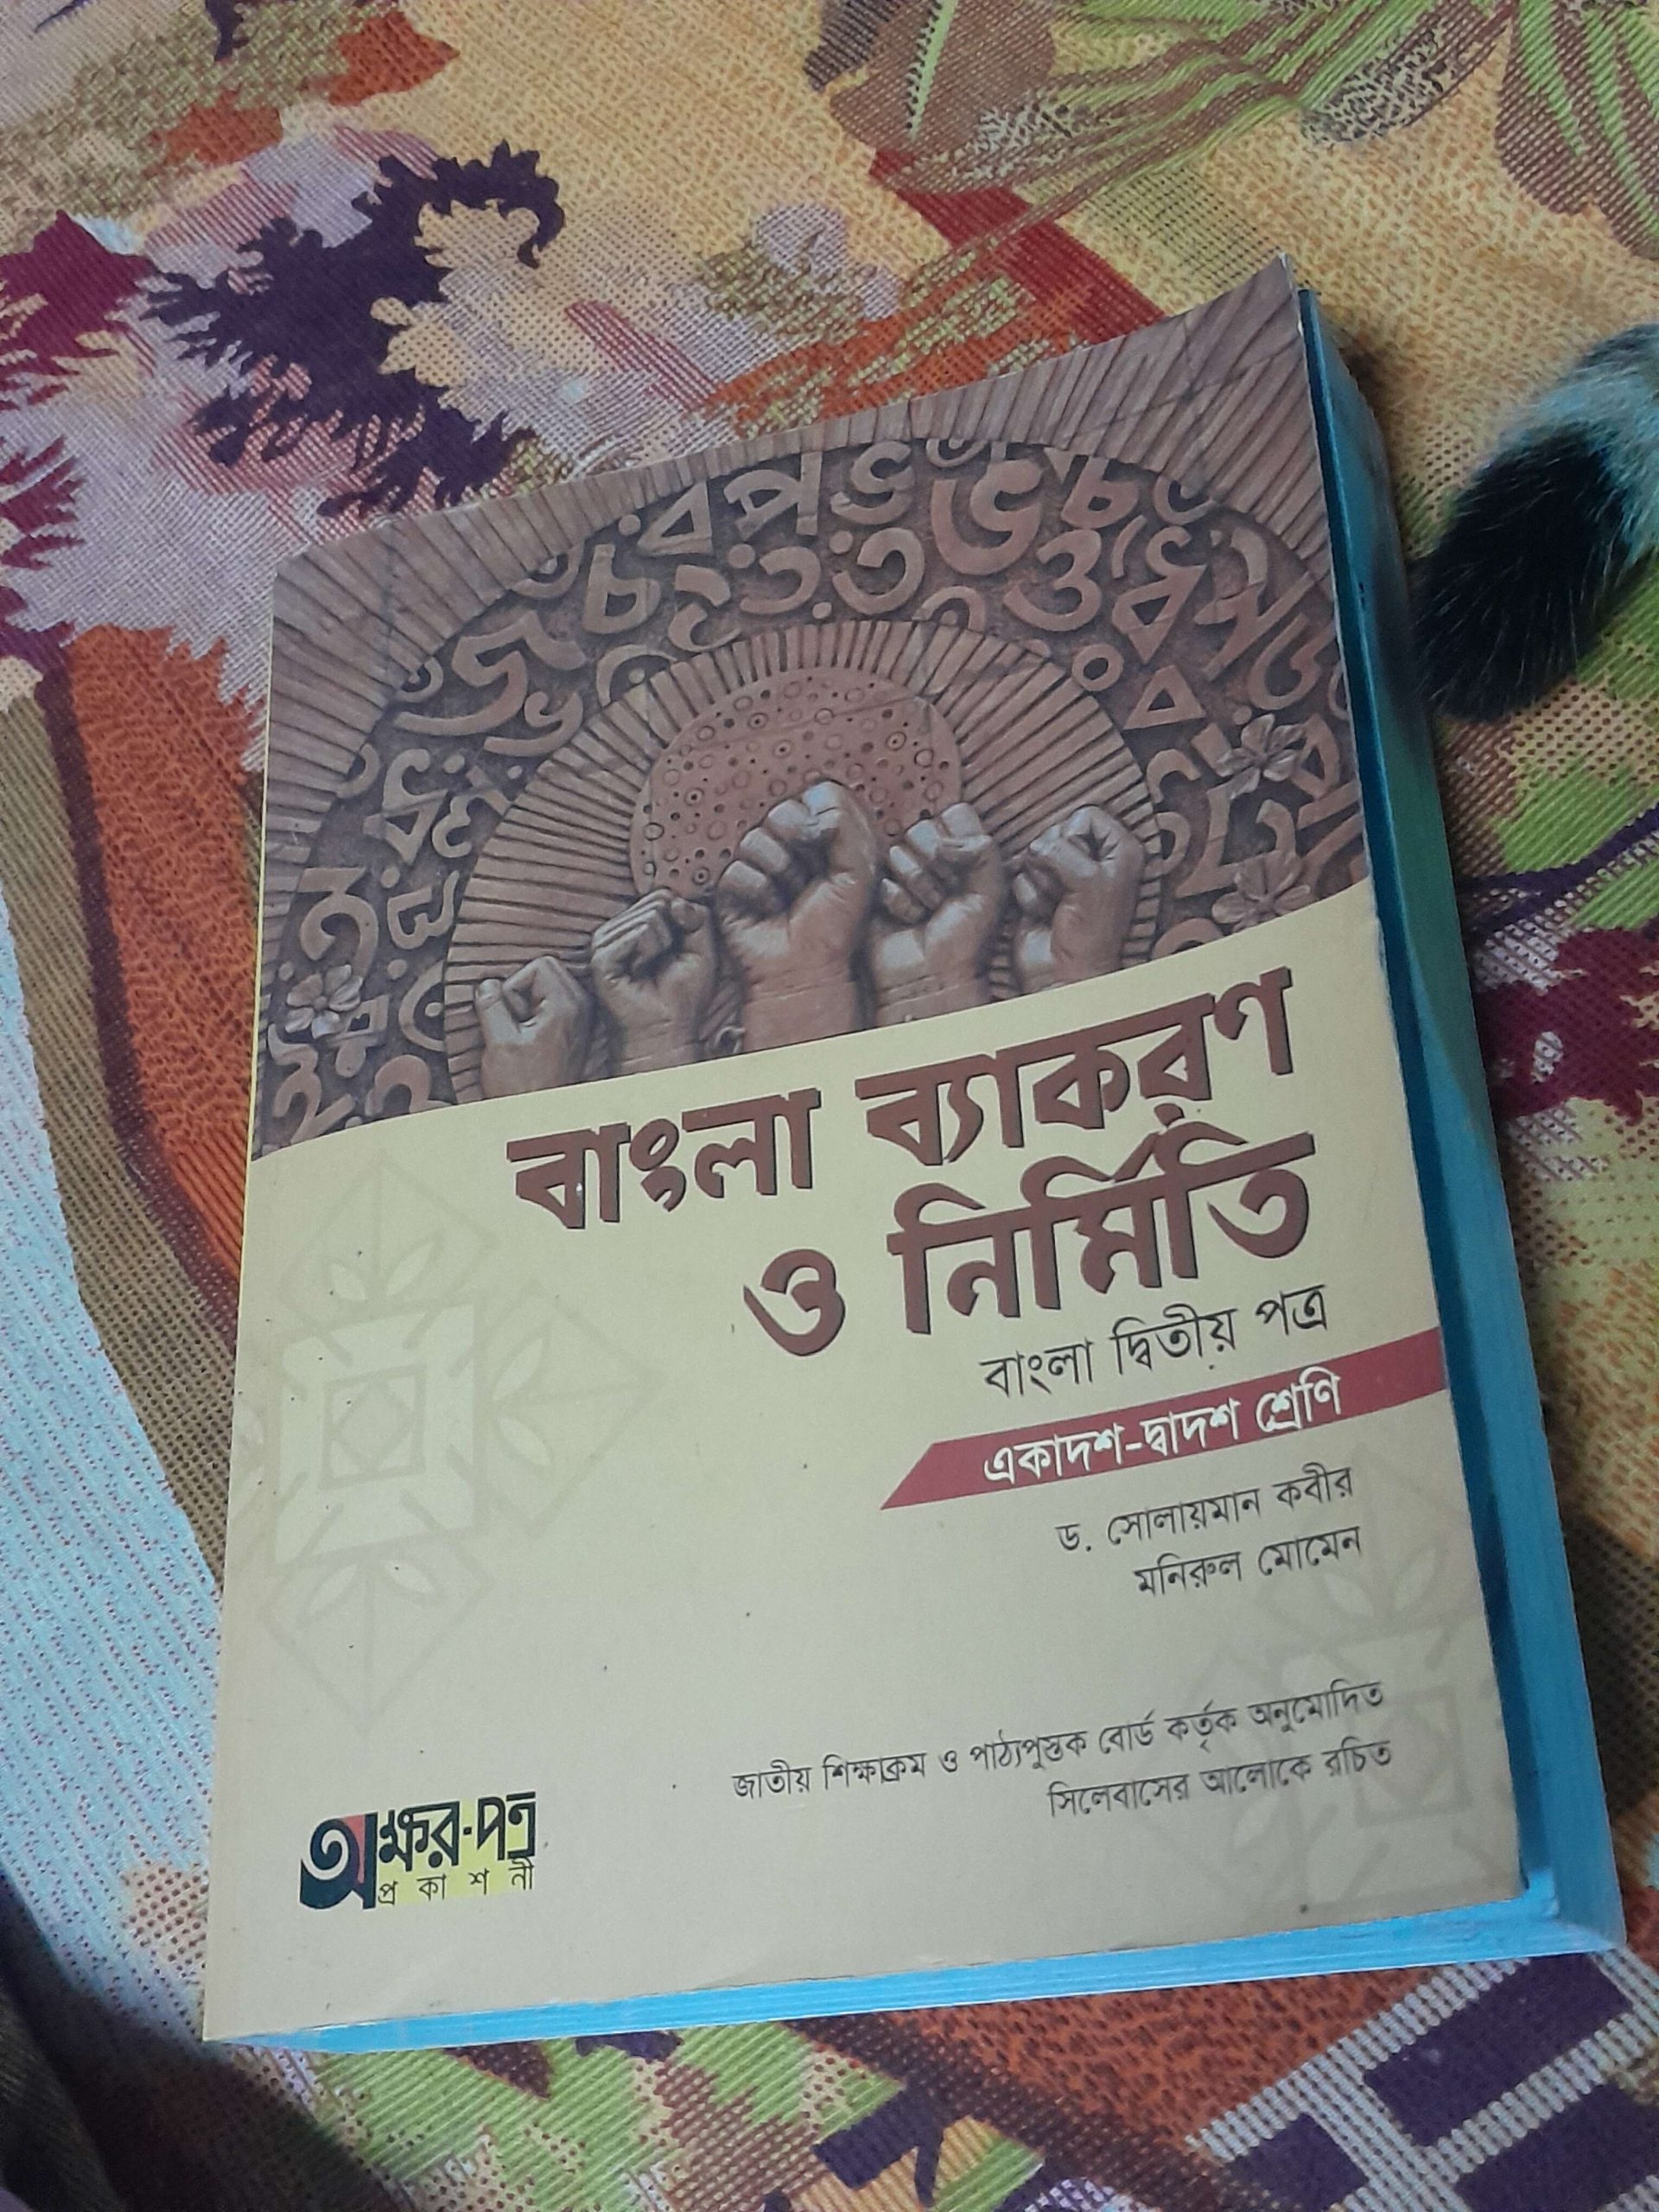 বাংলা ব্যাকরণ
ও নির্মিতি
বাংলা দ্বিতীয় পত্র
একাদশ-দ্বাদশ শ্রেণি
ড. সোলায়মান কবীর
মনিরুল মোমেন
জাতীয় শিক্ষাক্রম ও পাঠ্যপুস্তক বোর্ড কর্তৃক অনুমোদিত
সিলেবাসের আলোকে রচিত
অক্ষর-পত্র
প্রকাশনী